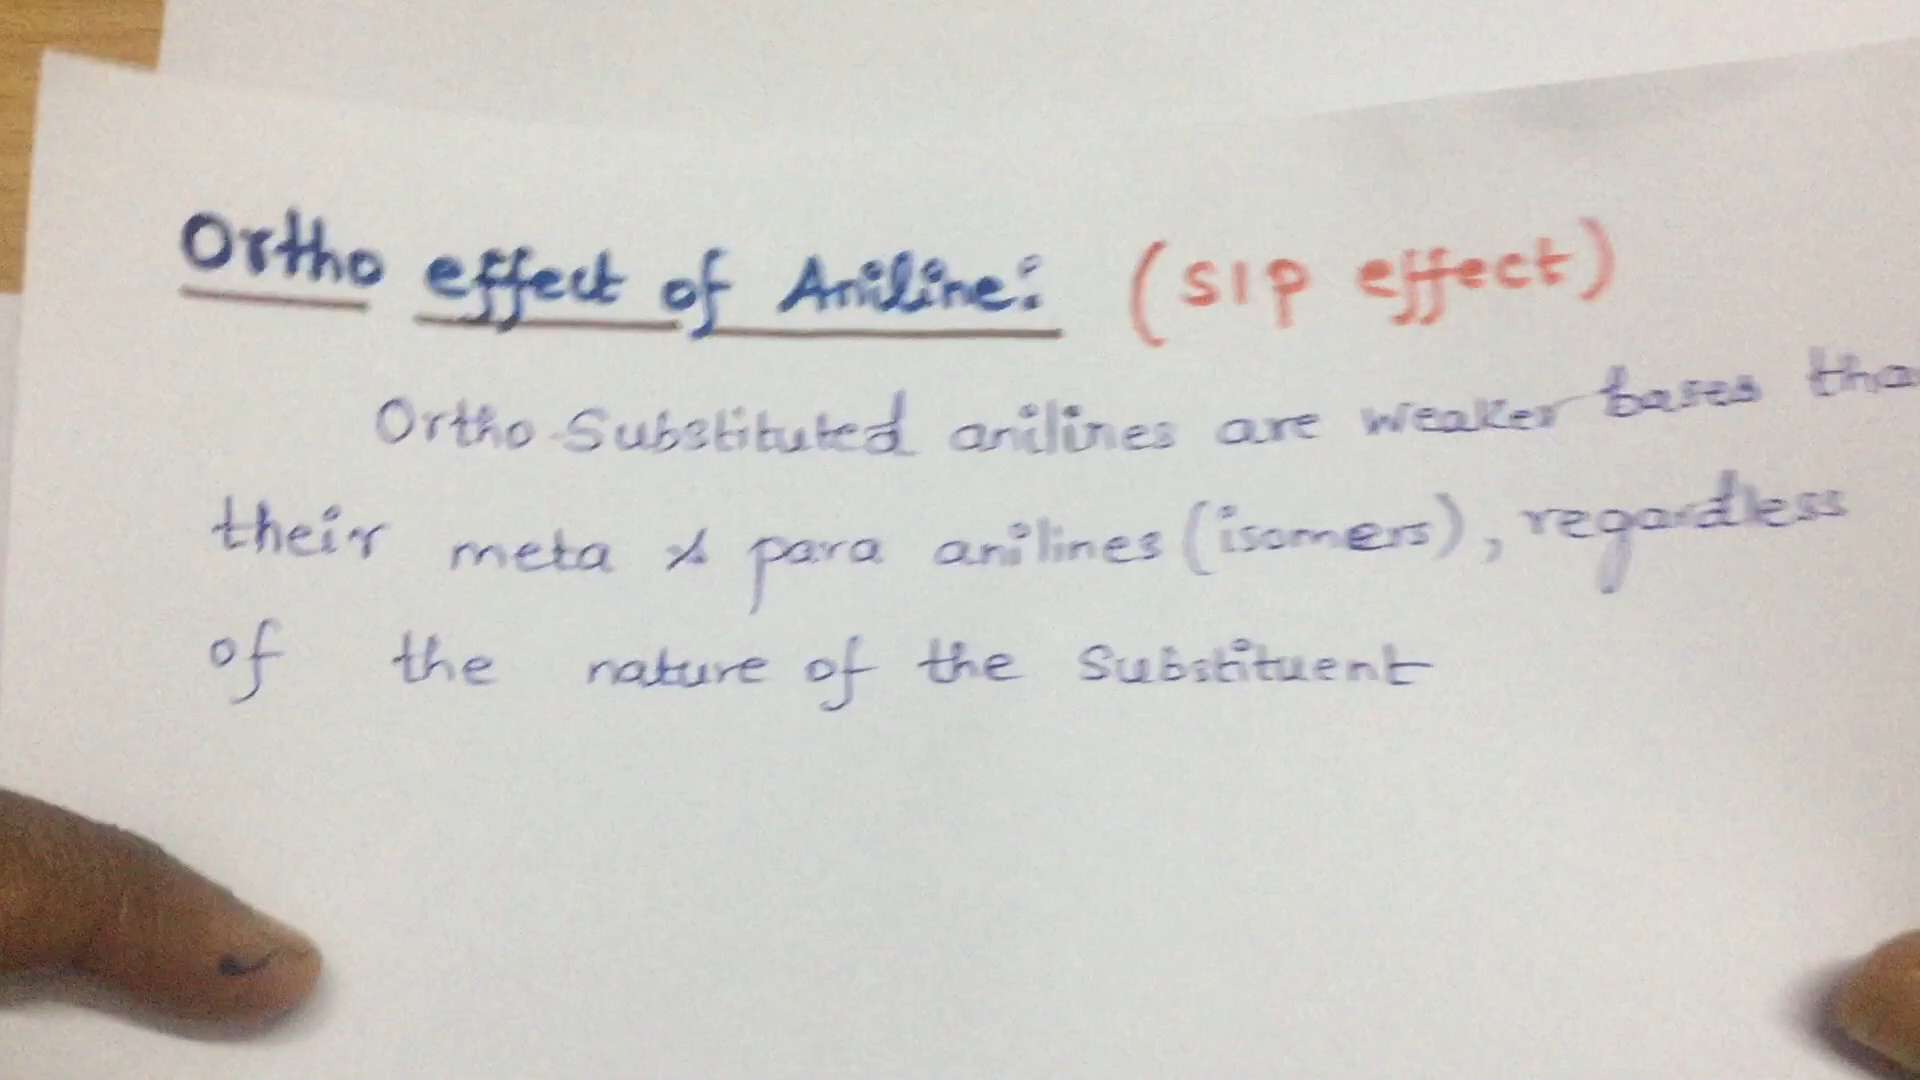 Ortho effect of Aniline: (SIP effect)
Ortho Substituted anilines are weaker bases tha
their meta & para anilines (isomers), regardless
of the nature of the Substituent